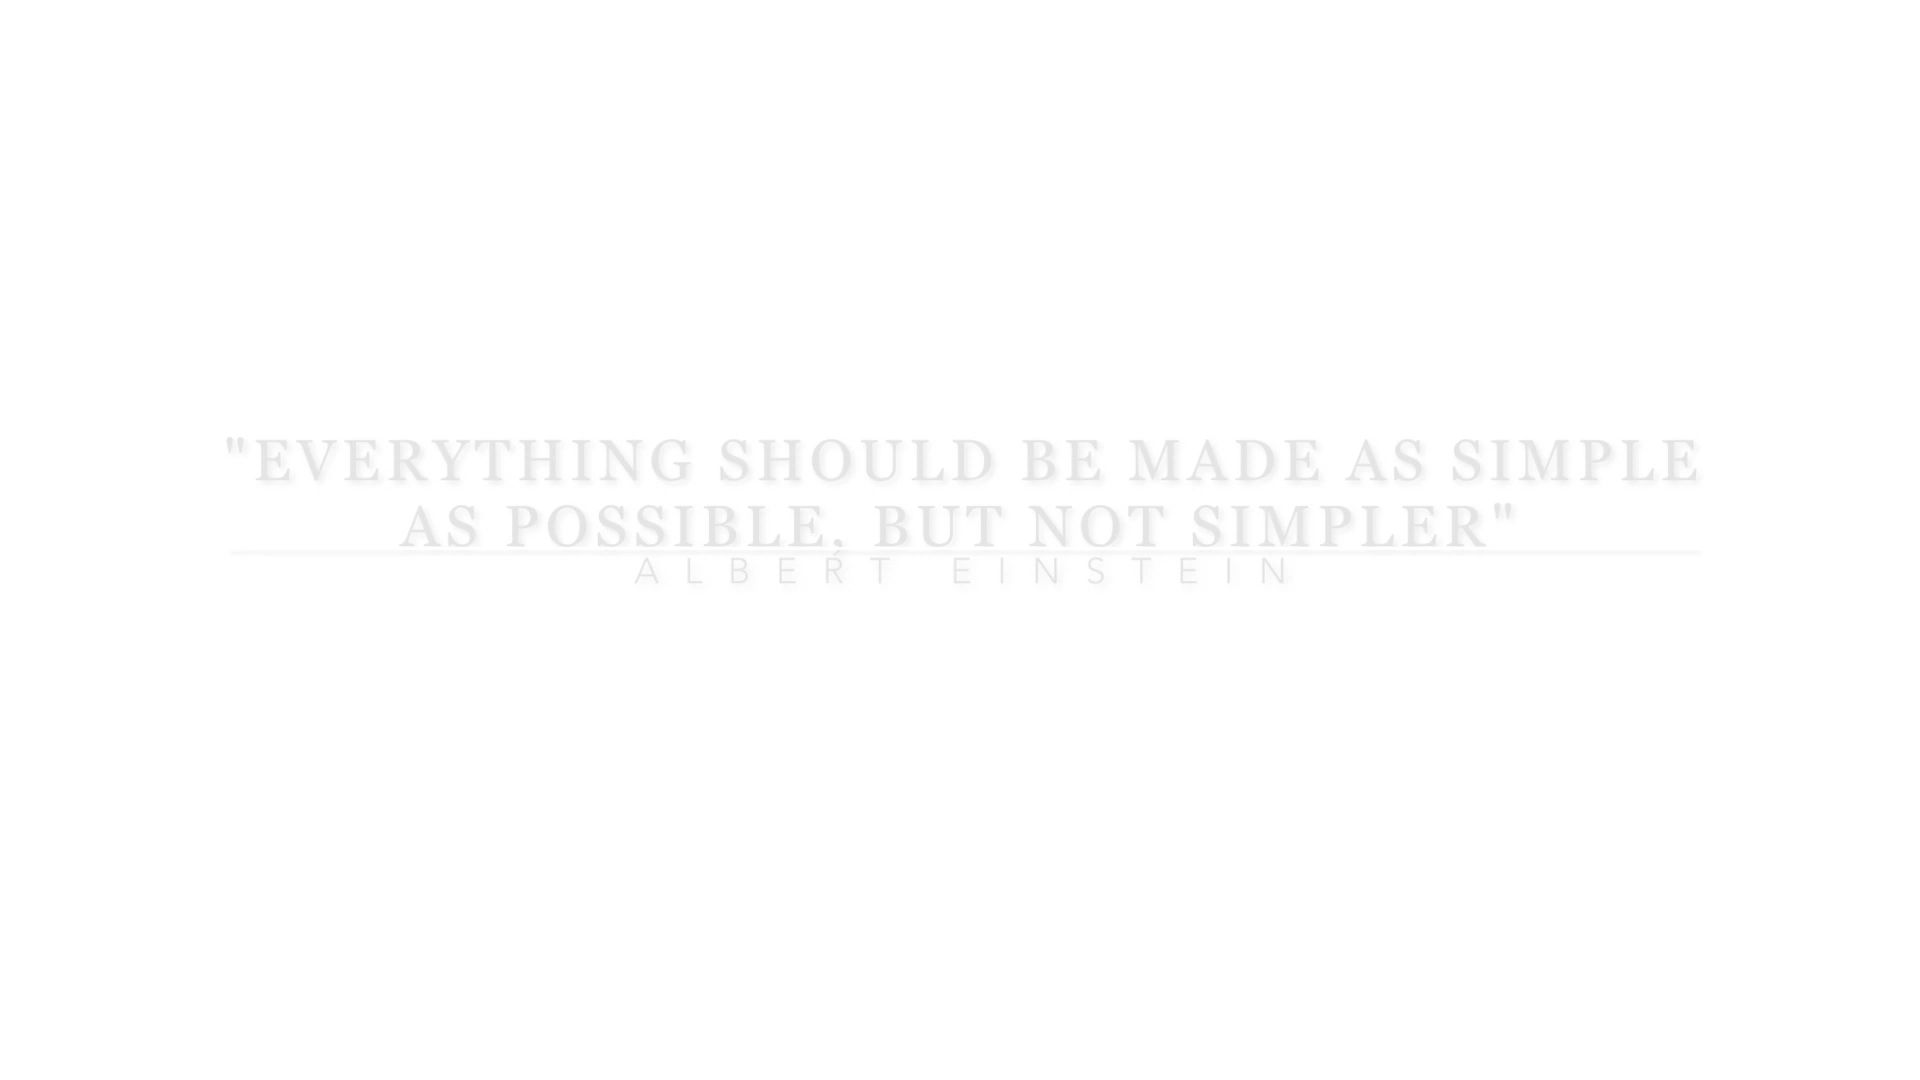 "EVERYTHING SHOULD BE MADE AS SIMPLE
AS POSSIBLE, BUT NOT SIMPLER"
ALBERT EINSTEIN